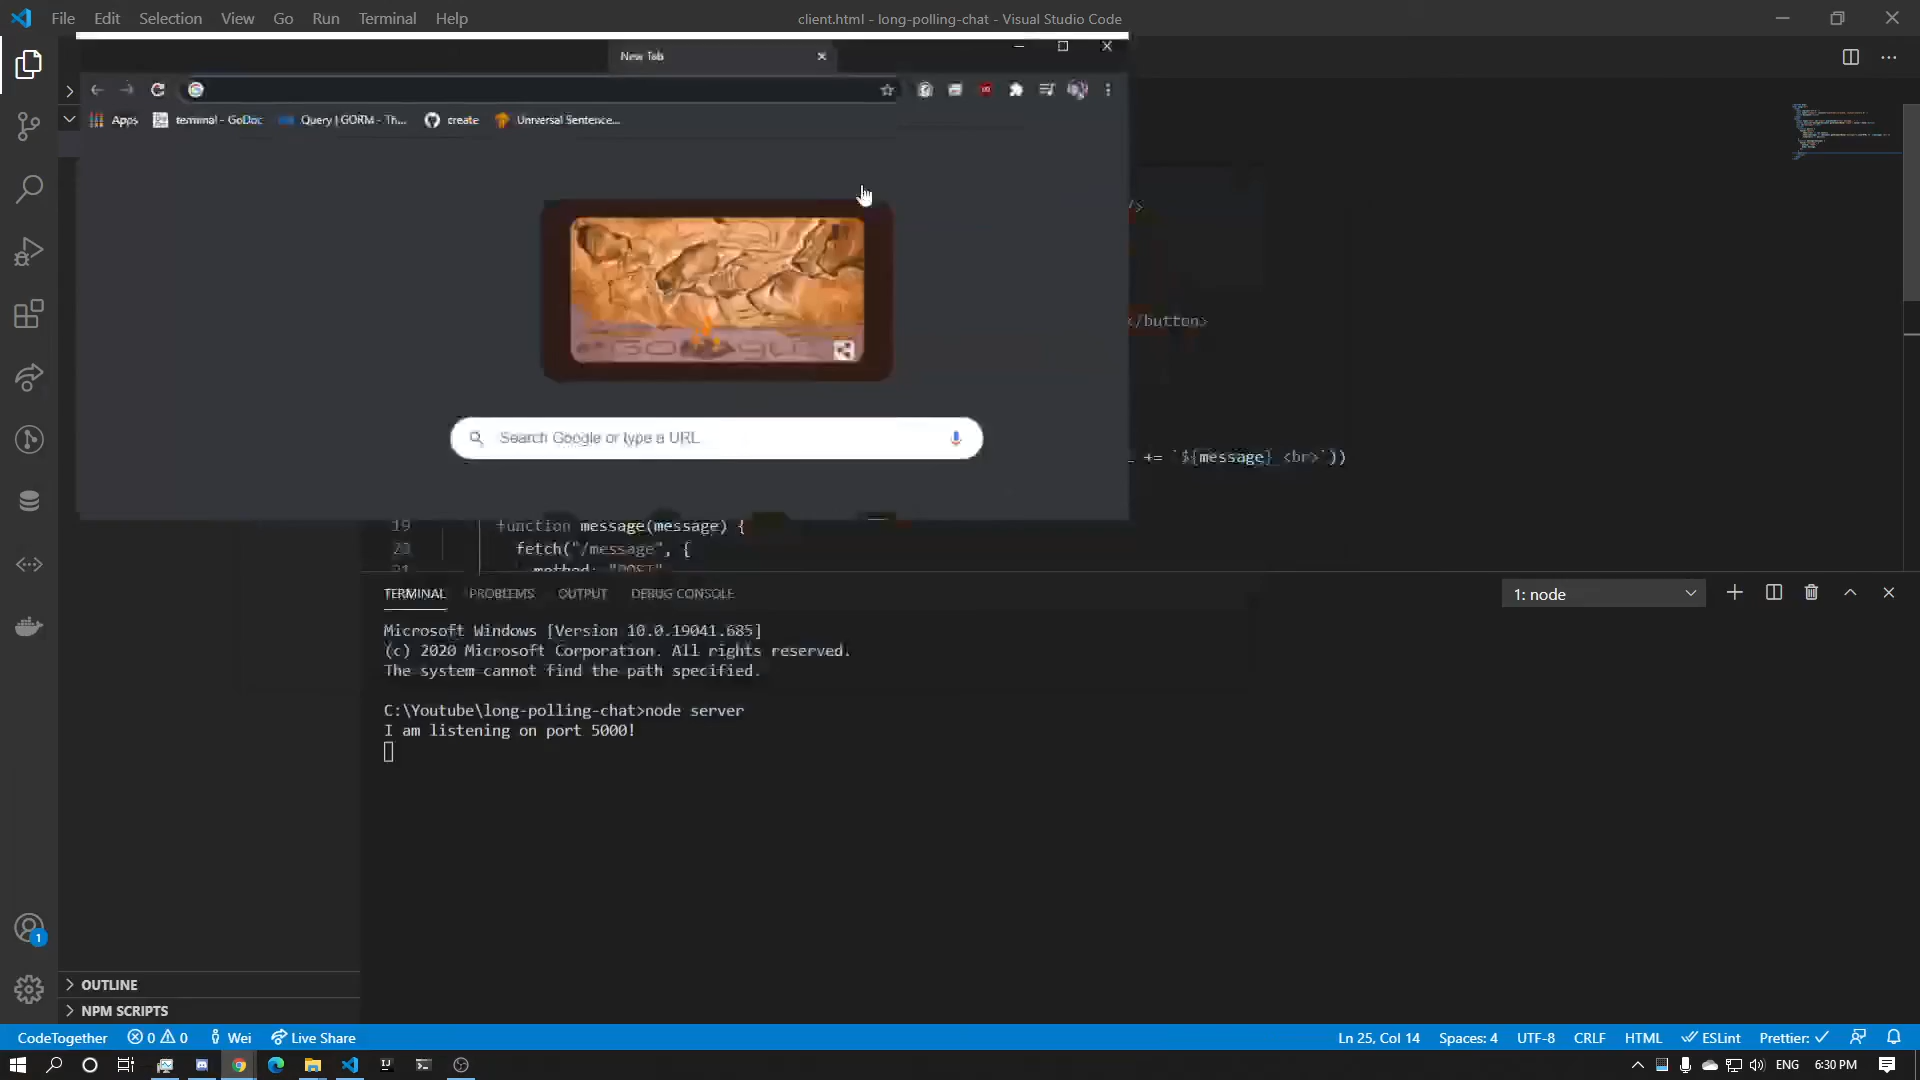 File Edit Selection View Go Run Terminal Help
client.html - long-polling-chat - Visual Studio Code
New Tab
Apps terminal - GoDoc Query | GORM - Th... create Universal Sentence...
/>
</button>
Search Google or type a URL
+= `${message} <br>`))
19 function message(message) {
20 fetch("/message", {
21 method: "POST"
TERMINAL PROBLEMS OUTPUT DEBUG CONSOLE
1: node
Microsoft Windows [Version 10.0.19041.685]
(c) 2020 Microsoft Corporation. All rights reserved.
The system cannot find the path specified.
C:\Youtube\long-polling-chat>node server
I am listening on port 5000!
1
OUTLINE
NPM SCRIPTS
CodeTogether 0 0 Wei Live Share
Ln 25, Col 14 Spaces: 4 UTF-8 CRLF HTML ESLint Prettier:
ENG 6:30 PM